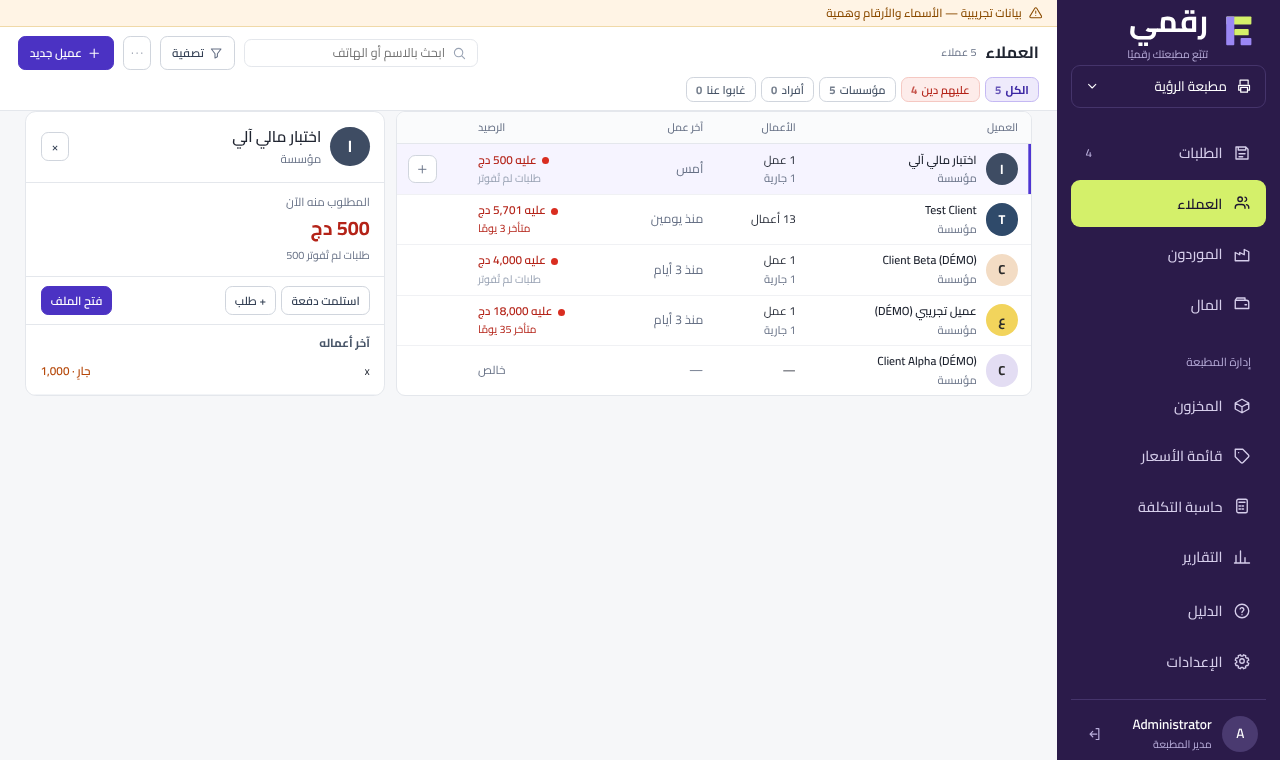 بيانات تجريبية — الأسماء والأرقام وهمية
رقمي
تتبّع مطبعتك رقميًا
مطبعة الرؤية
الطلبات 4
العملاء
الموردون
المال
إدارة المطبعة
المخزون
قائمة الأسعار
حاسبة التكلفة
التقارير
الدليل
الإعدادات
A
Administrator
مدير المطبعة
العملاء 5 عملاء
ابحث بالاسم أو الهاتف
تصفية
...
عميل جديد +
الكل 5
عليهم دين 4
مؤسسات 5
أفراد 0
غابوا عنا 0
العميل الأعمال آخر عمل الرصيد
ا اختبار مالي آلي 1 عمل أمس عليه 500 دج +
مؤسسة 1 جارية طلبات لم تُفوتر
T Test Client 13 أعمال منذ يومين عليه 5,701 دج
مؤسسة متأخر 3 يومًا
C Client Beta (DÉMO) 1 عمل منذ 3 أيام عليه 4,000 دج
مؤسسة 1 جارية طلبات لم تُفوتر
ع عميل تجريبي (DÉMO) 1 عمل منذ 3 أيام عليه 18,000 دج
مؤسسة 1 جارية متأخر 35 يومًا
C Client Alpha (DÉMO) — — خالص
مؤسسة
ا اختبار مالي آلي ×
مؤسسة
المطلوب منه الآن
500 دج
طلبات لم تُفوتر 500
استلمت دفعة
+ طلب
فتح الملف
آخر أعماله
x جارٍ · 1,000